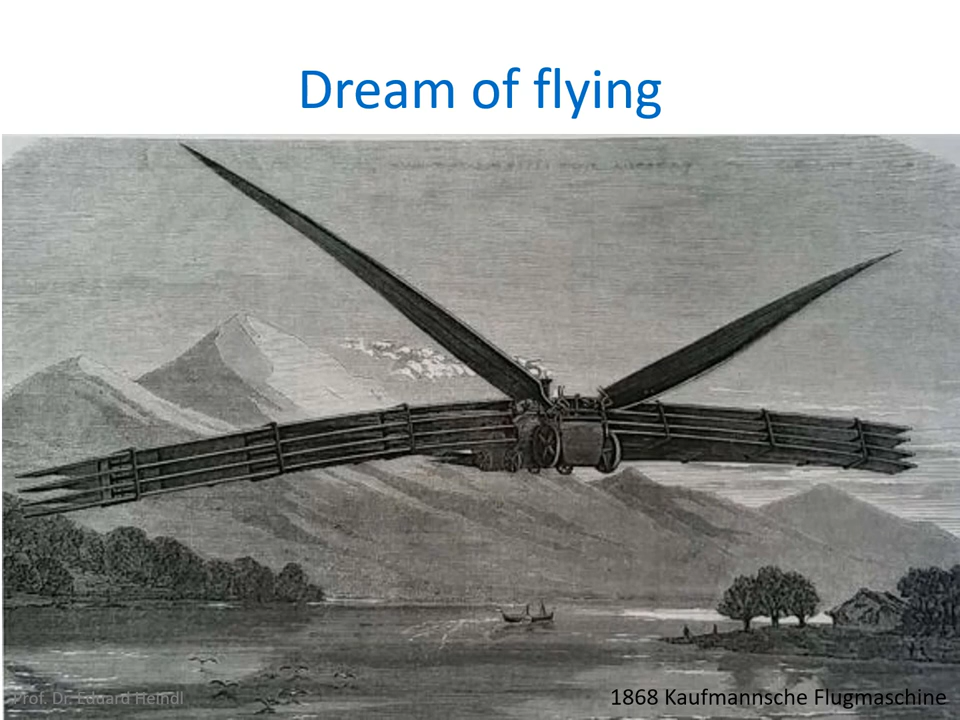 Dream of flying
Prof. Dr. Eduard Heindl
1868 Kaufmannsche Flugmaschine